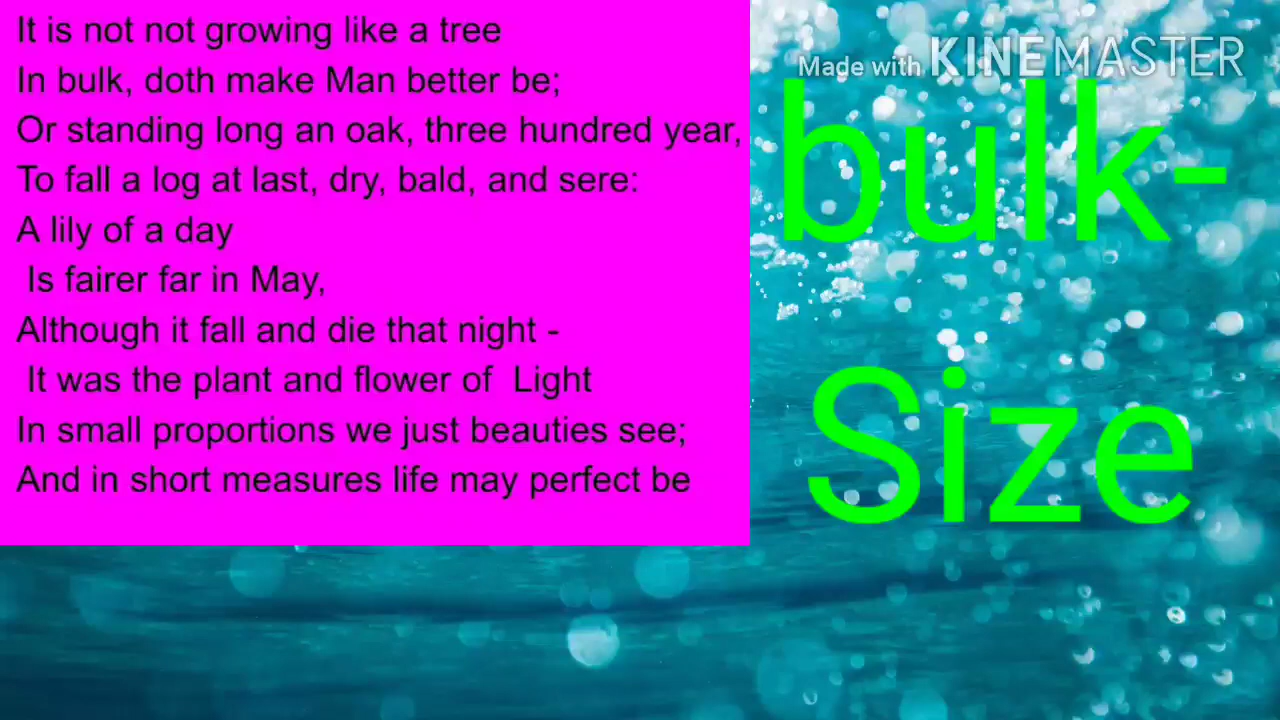 It is not not growing like a tree
In bulk, doth make Man better be;
Or standing long an oak, three hundred year,
To fall a log at last, dry, bald, and sere:
A lily of a day
Is fairer far in May,
Although it fall and die that night -
It was the plant and flower of  Light
In small proportions we just beauties see;
And in short measures life may perfect be
Made with KINEMASTER
bulk-
Size